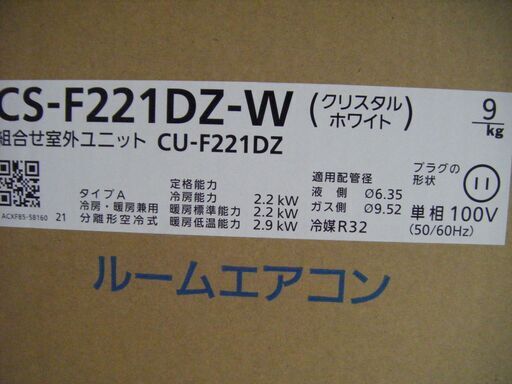 CS-F221DZ-W (クリスタル
ホワイト)
9
kg
組合せ室外ユニット CU-F221DZ
ACXF85-58160 21
タイプA
冷房・暖房兼用
分離形空冷式
定格能力
冷房能力 2.2 kW
暖房標準能力 2.2 kW
暖房低温能力 2.9 kW
適用配管径
液 側 Ø6.35
ガス側 Ø9.52
冷媒R32
プラグの
形状
単相 100V
(50/60Hz)
ルームエアコン